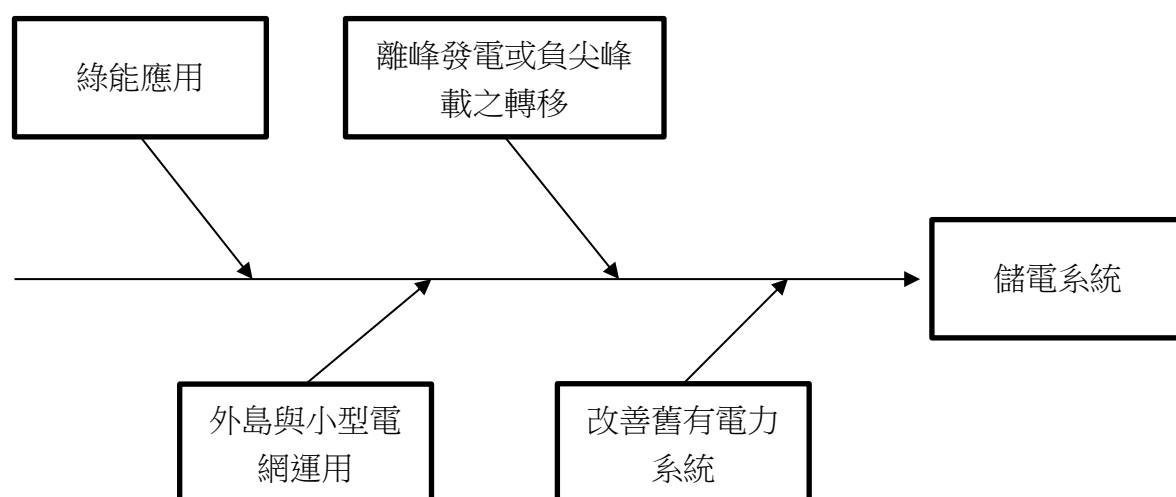 綠能應用
離峰發電或負尖峰
載之轉移
儲電系統
外島與小型電
網運用
改善舊有電力
系統